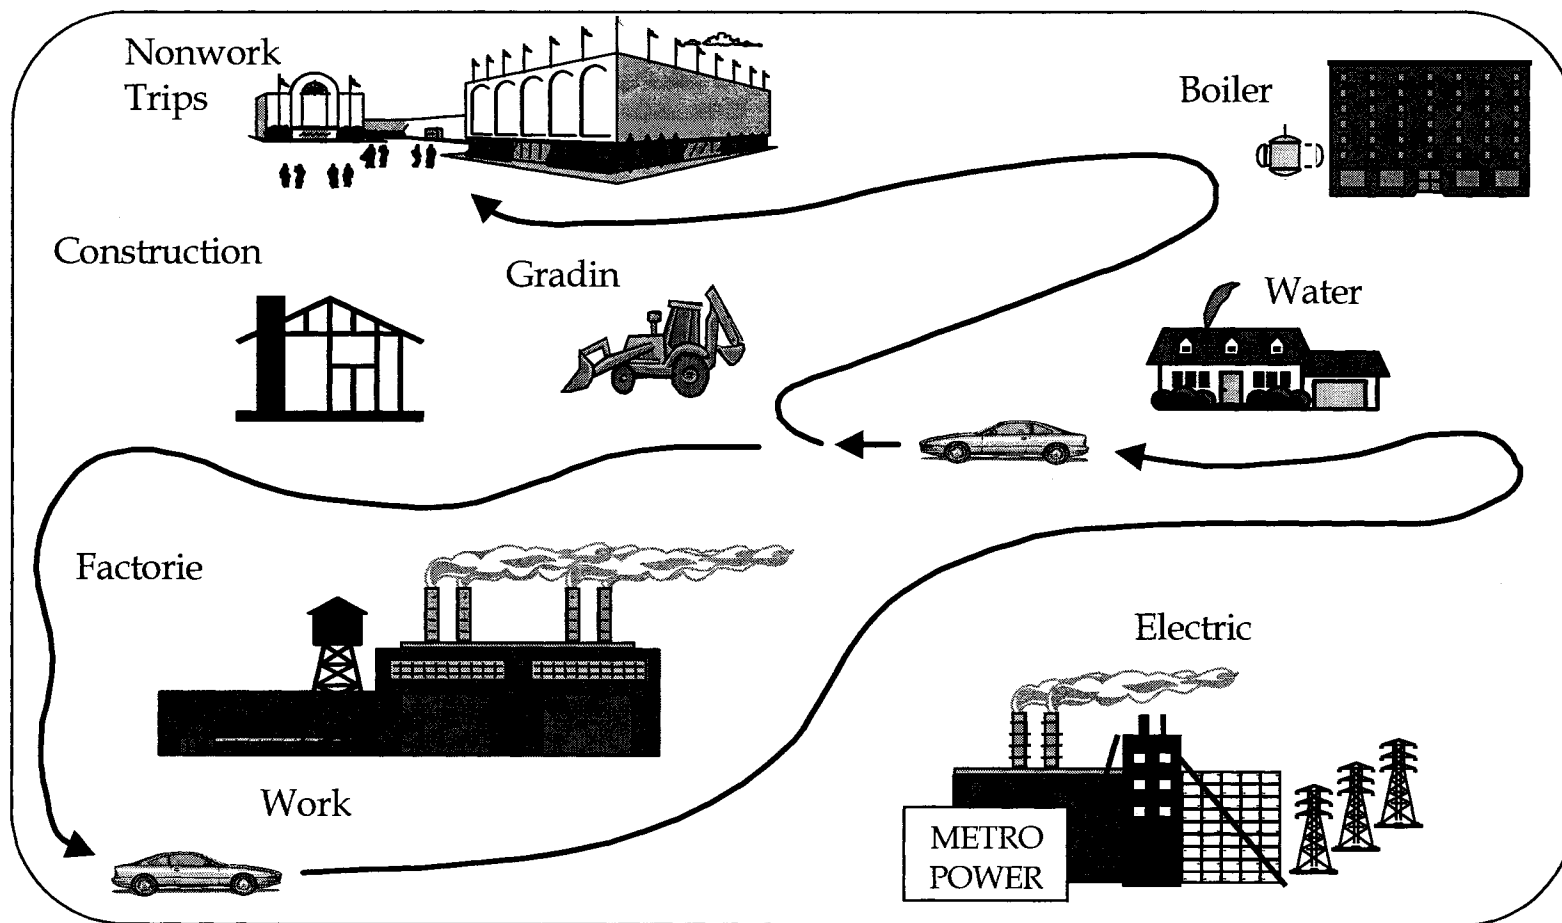 Nonwork
Trips
Boiler
Construction
Gradin
Water
Factorie
Electric
Work
METRO
POWER